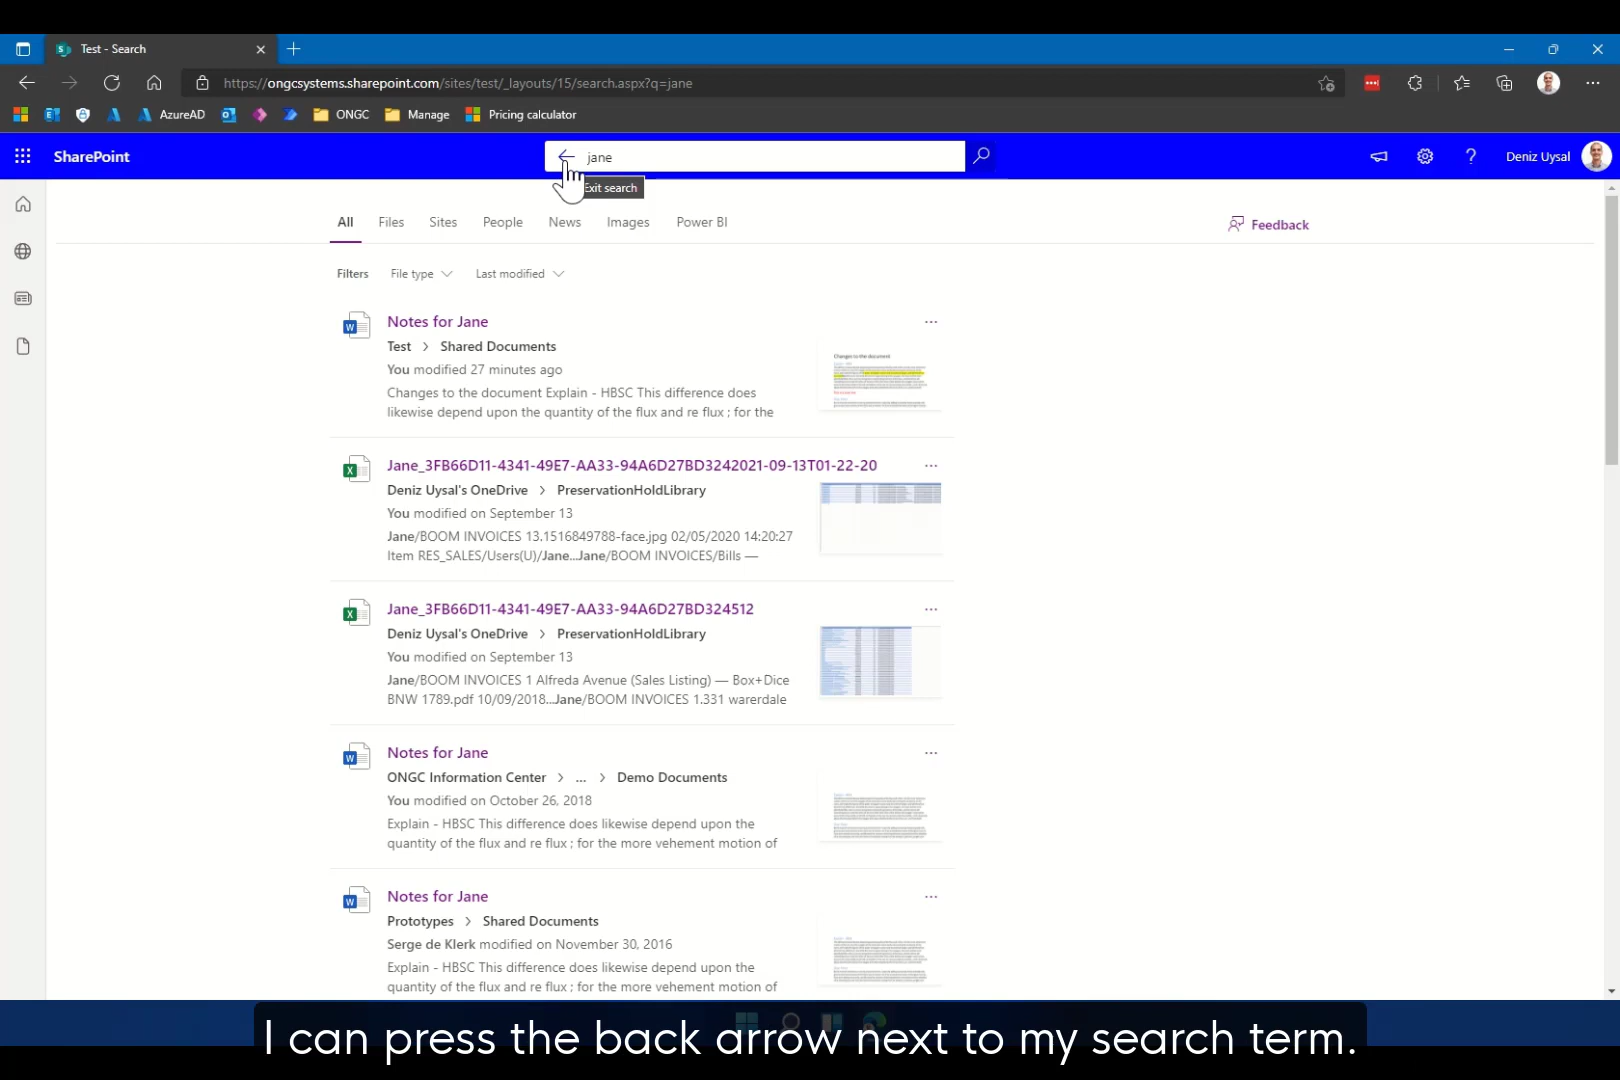 Test - Search
https://ongcsystems.sharepoint.com/sites/test/_layouts/15/search.aspx?q=jane
AzureAD
ONGC
Manage
Pricing calculator
SharePoint
jane
Deniz Uysal
Exit search
All
Files
Sites
People
News
Images
Power BI
Feedback
Filters
File type
Last modified
Notes for Jane
Test > Shared Documents
You modified 27 minutes ago
Changes to the document Explain - HBSC This difference does
likewise depend upon the quantity of the flux and re flux ; for the
Changes to the document
Jane_3FB66D11-4341-49E7-AA33-94A6D27BD3242021-09-13T01-22-20
Deniz Uysal's OneDrive > PreservationHoldLibrary
You modified on September 13
Jane/BOOM INVOICES 13.1516849788-face.jpg 02/05/2020 14:20:27
Item RES_SALES/Users(U)/Jane...Jane/BOOM INVOICES/Bills —
Jane_3FB66D11-4341-49E7-AA33-94A6D27BD324512
Deniz Uysal's OneDrive > PreservationHoldLibrary
You modified on September 13
Jane/BOOM INVOICES 1 Alfreda Avenue (Sales Listing) — Box+Dice
BNW 1789.pdf 10/09/2018...Jane/BOOM INVOICES 1.331 warerdale
Notes for Jane
ONGC Information Center > ... > Demo Documents
You modified on October 26, 2018
Explain - HBSC This difference does likewise depend upon the
quantity of the flux and re flux ; for the more vehement motion of
Notes for Jane
Prototypes > Shared Documents
Serge de Klerk modified on November 30, 2016
Explain - HBSC This difference does likewise depend upon the
quantity of the flux and re flux ; for the more vehement motion of
I can press the back arrow next to my search term.